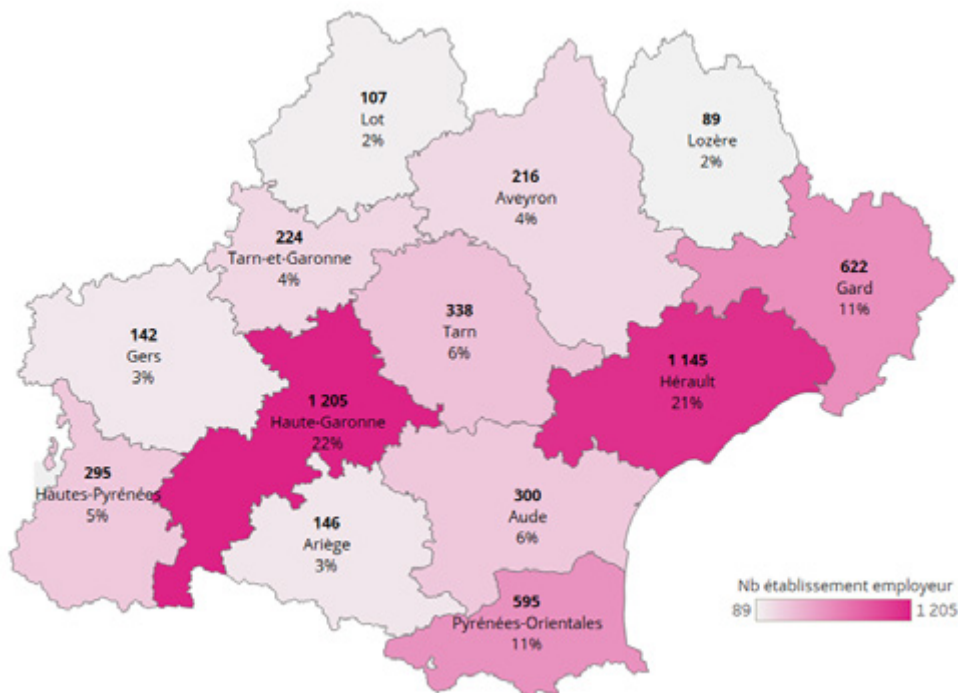 107
Lot
2%
89
Lozère
2%
216
Aveyron
4%
224
Tarn-et-Garonne
4%
622
Gard
11%
338
Tarn
6%
142
Gers
3%
1 145
Hérault
21%
1 205
Haute-Garonne
22%
295
Hautes-Pyrénées
5%
300
Aude
6%
146
Ariège
3%
595
Pyrénées-Orientales
11%
Nb établissement employeur
89 1 205